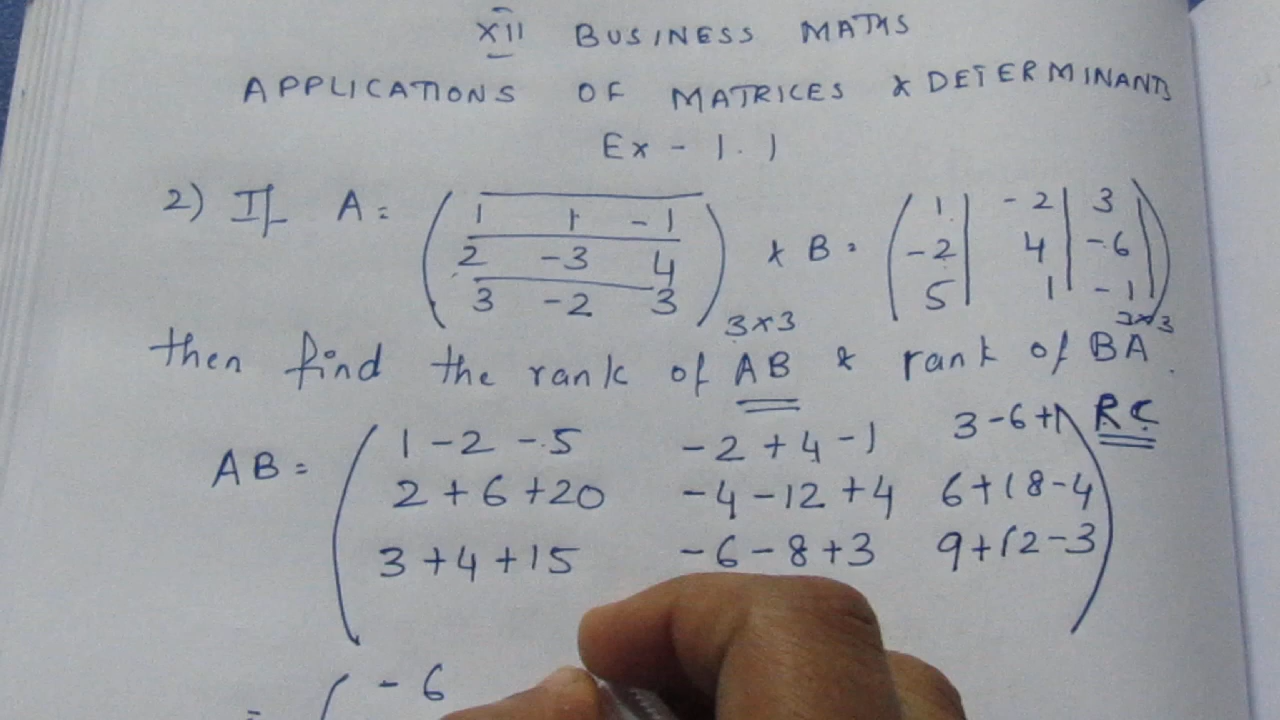 XII BUSINESS MATHS
APPLICATIONS OF MATRICES & DETERMINANTS
Ex - 1.1
2) If A = ( 1 1 -1 & B = ( 1 -2 3
2 -3 4 -2 4 -6
3 -2 3 ) 3x3 5 1 -1 ) 3x3
then find the rank of AB & rank of BA.
RC
AB = ( 1 - 2 - 5 -2 + 4 - 1 3 - 6 + 1
2 + 6 + 20 -4 - 12 + 4 6 + 18 - 4
3 + 4 + 15 -6 - 8 + 3 9 + 12 - 3 )
= ( - 6